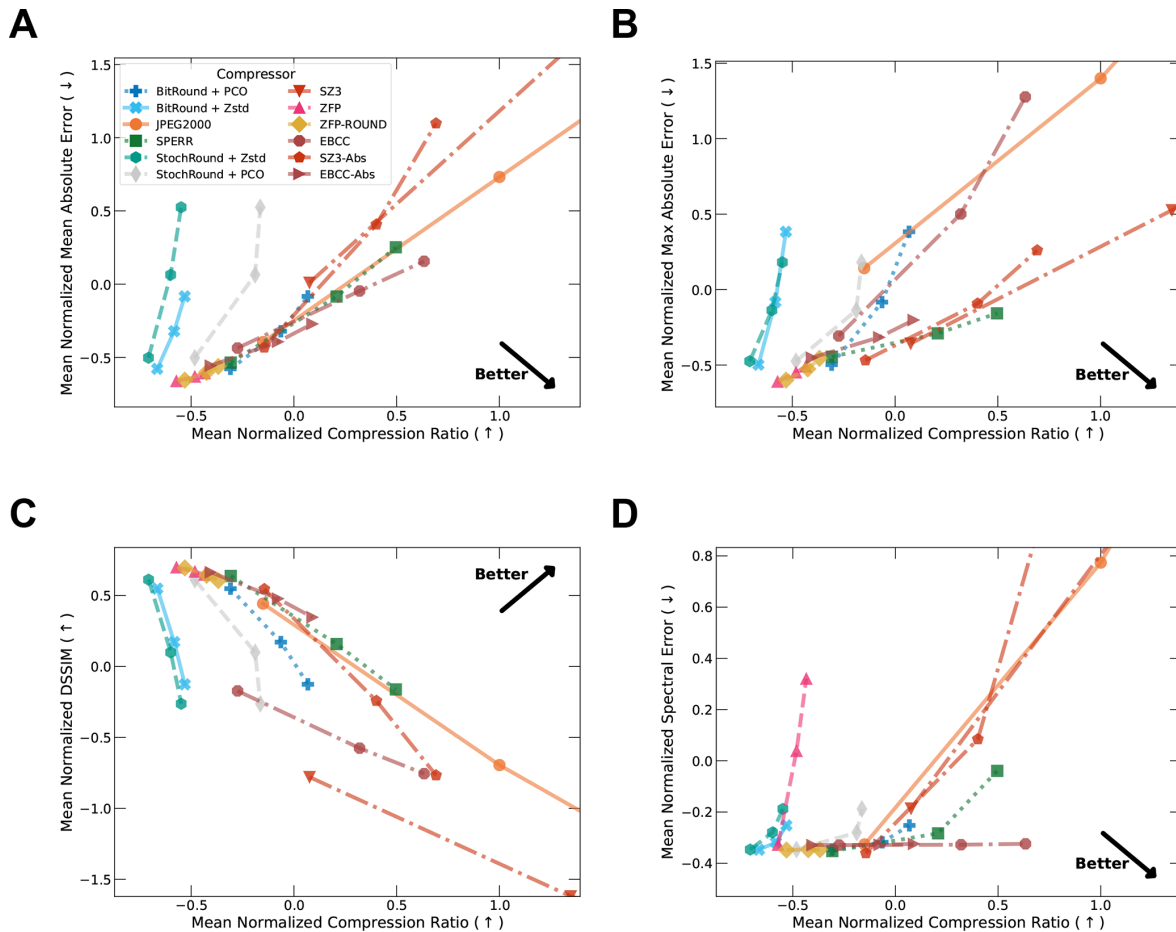 A
Mean Normalized Mean Absolute Error (↓)
1.5
1.0
0.5
0.0
−0.5
Compressor
BitRound + PCO
BitRound + Zstd
JPEG2000
SPERR
StochRound + Zstd
StochRound + PCO
SZ3
ZFP
ZFP-ROUND
EBCC
SZ3-Abs
EBCC-Abs
Better
−0.5 0.0 0.5 1.0
Mean Normalized Compression Ratio (↑)
B
Mean Normalized Max Absolute Error (↓)
1.5
1.0
0.5
0.0
−0.5
Better
−0.5 0.0 0.5 1.0
Mean Normalized Compression Ratio (↑)
C
Mean Normalized DSSIM (↑)
0.5
0.0
−0.5
−1.0
−1.5
Better
−0.5 0.0 0.5 1.0
Mean Normalized Compression Ratio (↑)
D
Mean Normalized Spectral Error (↓)
0.8
0.6
0.4
0.2
0.0
−0.2
−0.4
Better
−0.5 0.0 0.5 1.0
Mean Normalized Compression Ratio (↑)